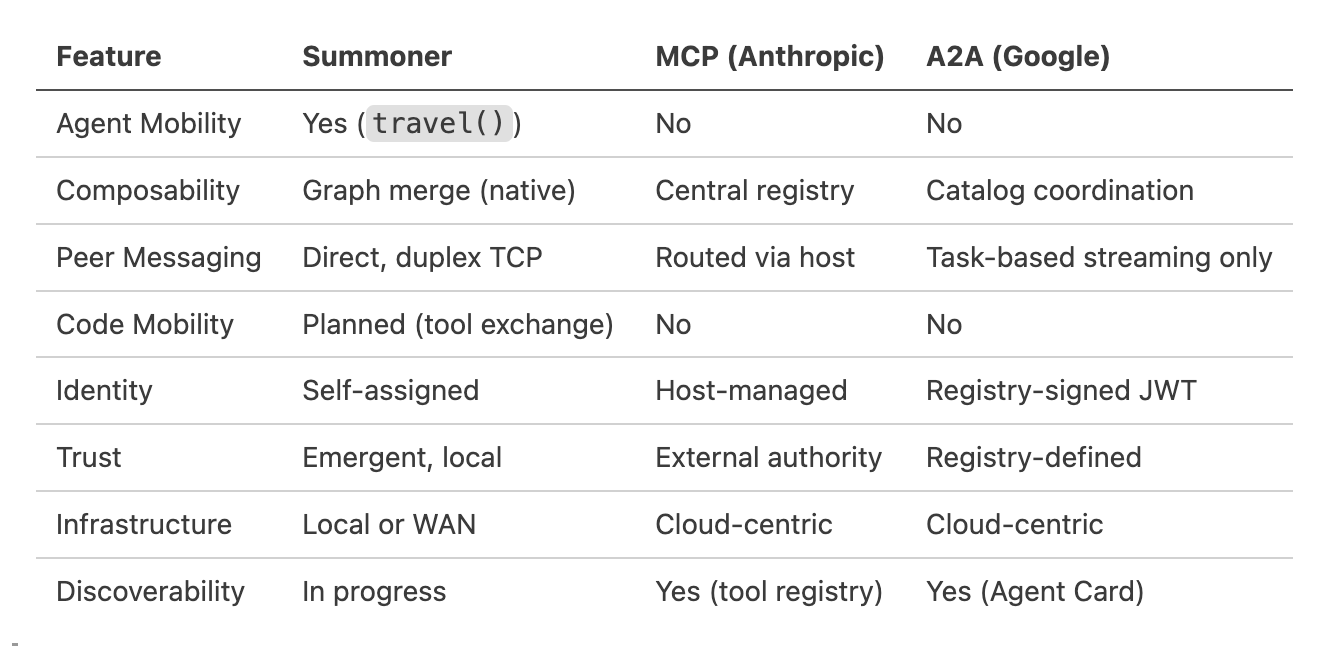 Feature Summoner MCP (Anthropic) A2A (Google)
Agent Mobility Yes (travel()) No No
Composability Graph merge (native) Central registry Catalog coordination
Peer Messaging Direct, duplex TCP Routed via host Task-based streaming only
Code Mobility Planned (tool exchange) No No
Identity Self-assigned Host-managed Registry-signed JWT
Trust Emergent, local External authority Registry-defined
Infrastructure Local or WAN Cloud-centric Cloud-centric
Discoverability In progress Yes (tool registry) Yes (Agent Card)